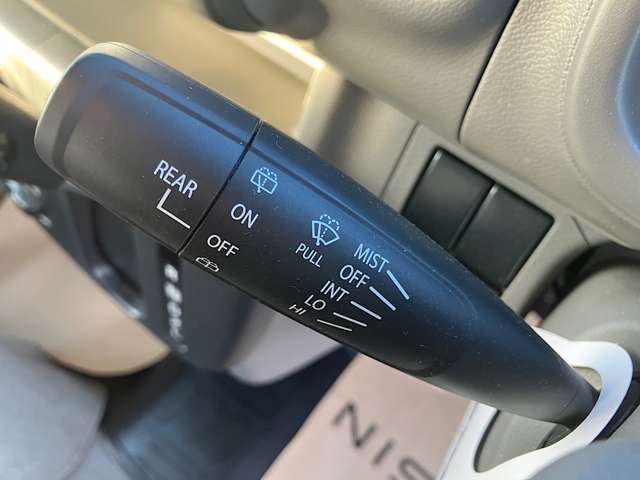 REAR
ON
OFF
PULL
MIST
OFF
INT
LO
HI
NIS